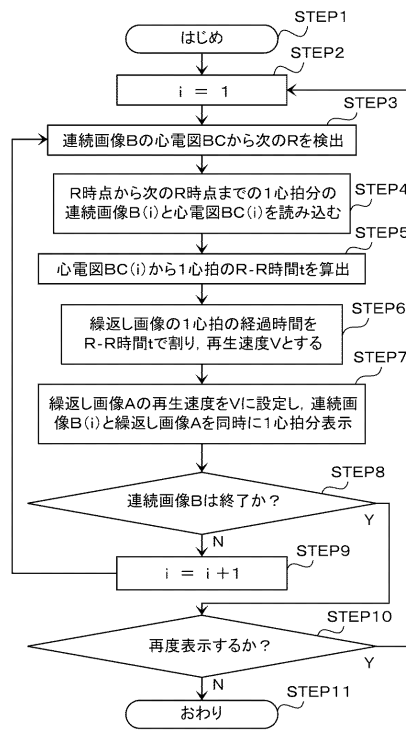 STEP1
はじめ
STEP2
i = 1
STEP3
連続画像Bの心電図BCから次のRを検出
STEP4
R時点から次のR時点までの1心拍分の
連続画像B(i)と心電図BC(i)を読み込む
STEP5
心電図BC(i)から1心拍のR-R時間tを算出
STEP6
繰返し画像の1心拍の経過時間を
R-R時間tで割り,再生速度Vとする
STEP7
繰返し画像Aの再生速度をVに設定し,連続画
像B(i)と繰返し画像Aを同時に1心拍分表示
STEP8
連続画像Bは終了か?
Y
N
STEP9
i = i+1
STEP10
再度表示するか?
Y
N
STEP11
おわり